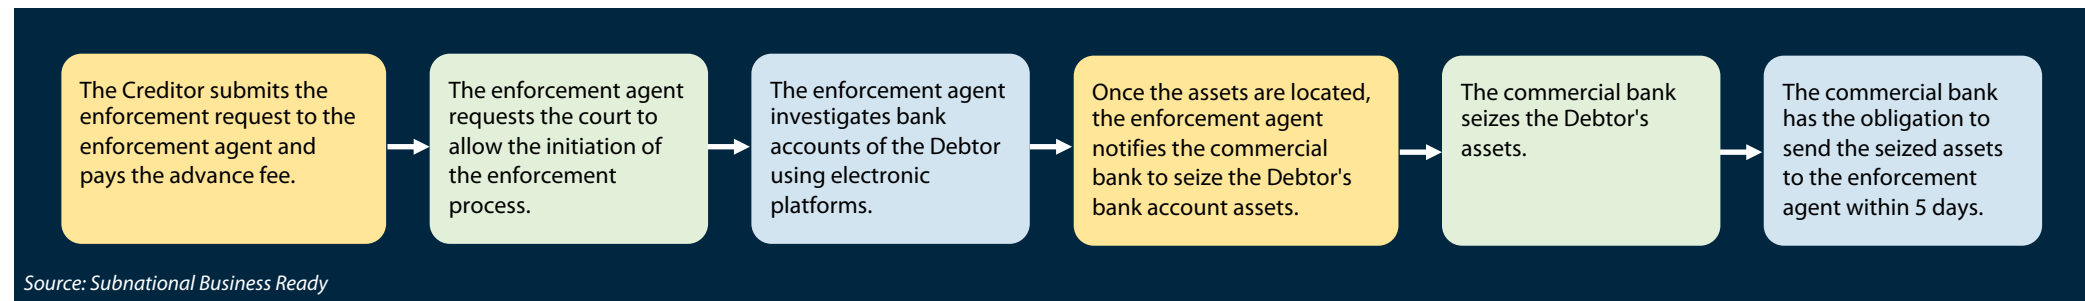 The Creditor submits the
enforcement request to the
enforcement agent and
pays the advance fee.
The enforcement agent
requests the court to
allow the initiation of
the enforcement
process.
The enforcement agent
investigates bank
accounts of the Debtor
using electronic
platforms.
Once the assets are located,
the enforcement agent
notifies the commercial
bank to seize the Debtor's
bank account assets.
The commercial bank
seizes the Debtor's
assets.
The commercial bank
has the obligation to
send the seized assets
to the enforcement
agent within 5 days.
Source: Subnational Business Ready